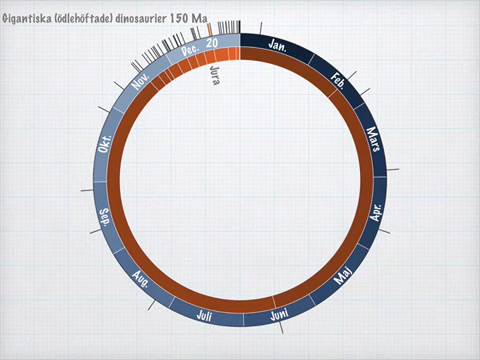 Gigantiska (ödlehöftade) dinosaurier 150 Ma
Dec. 20
Jan.
Feb.
Mars
Apr.
Maj
Juni
Juli
Aug.
Sep.
Okt.
Nov.
Jura